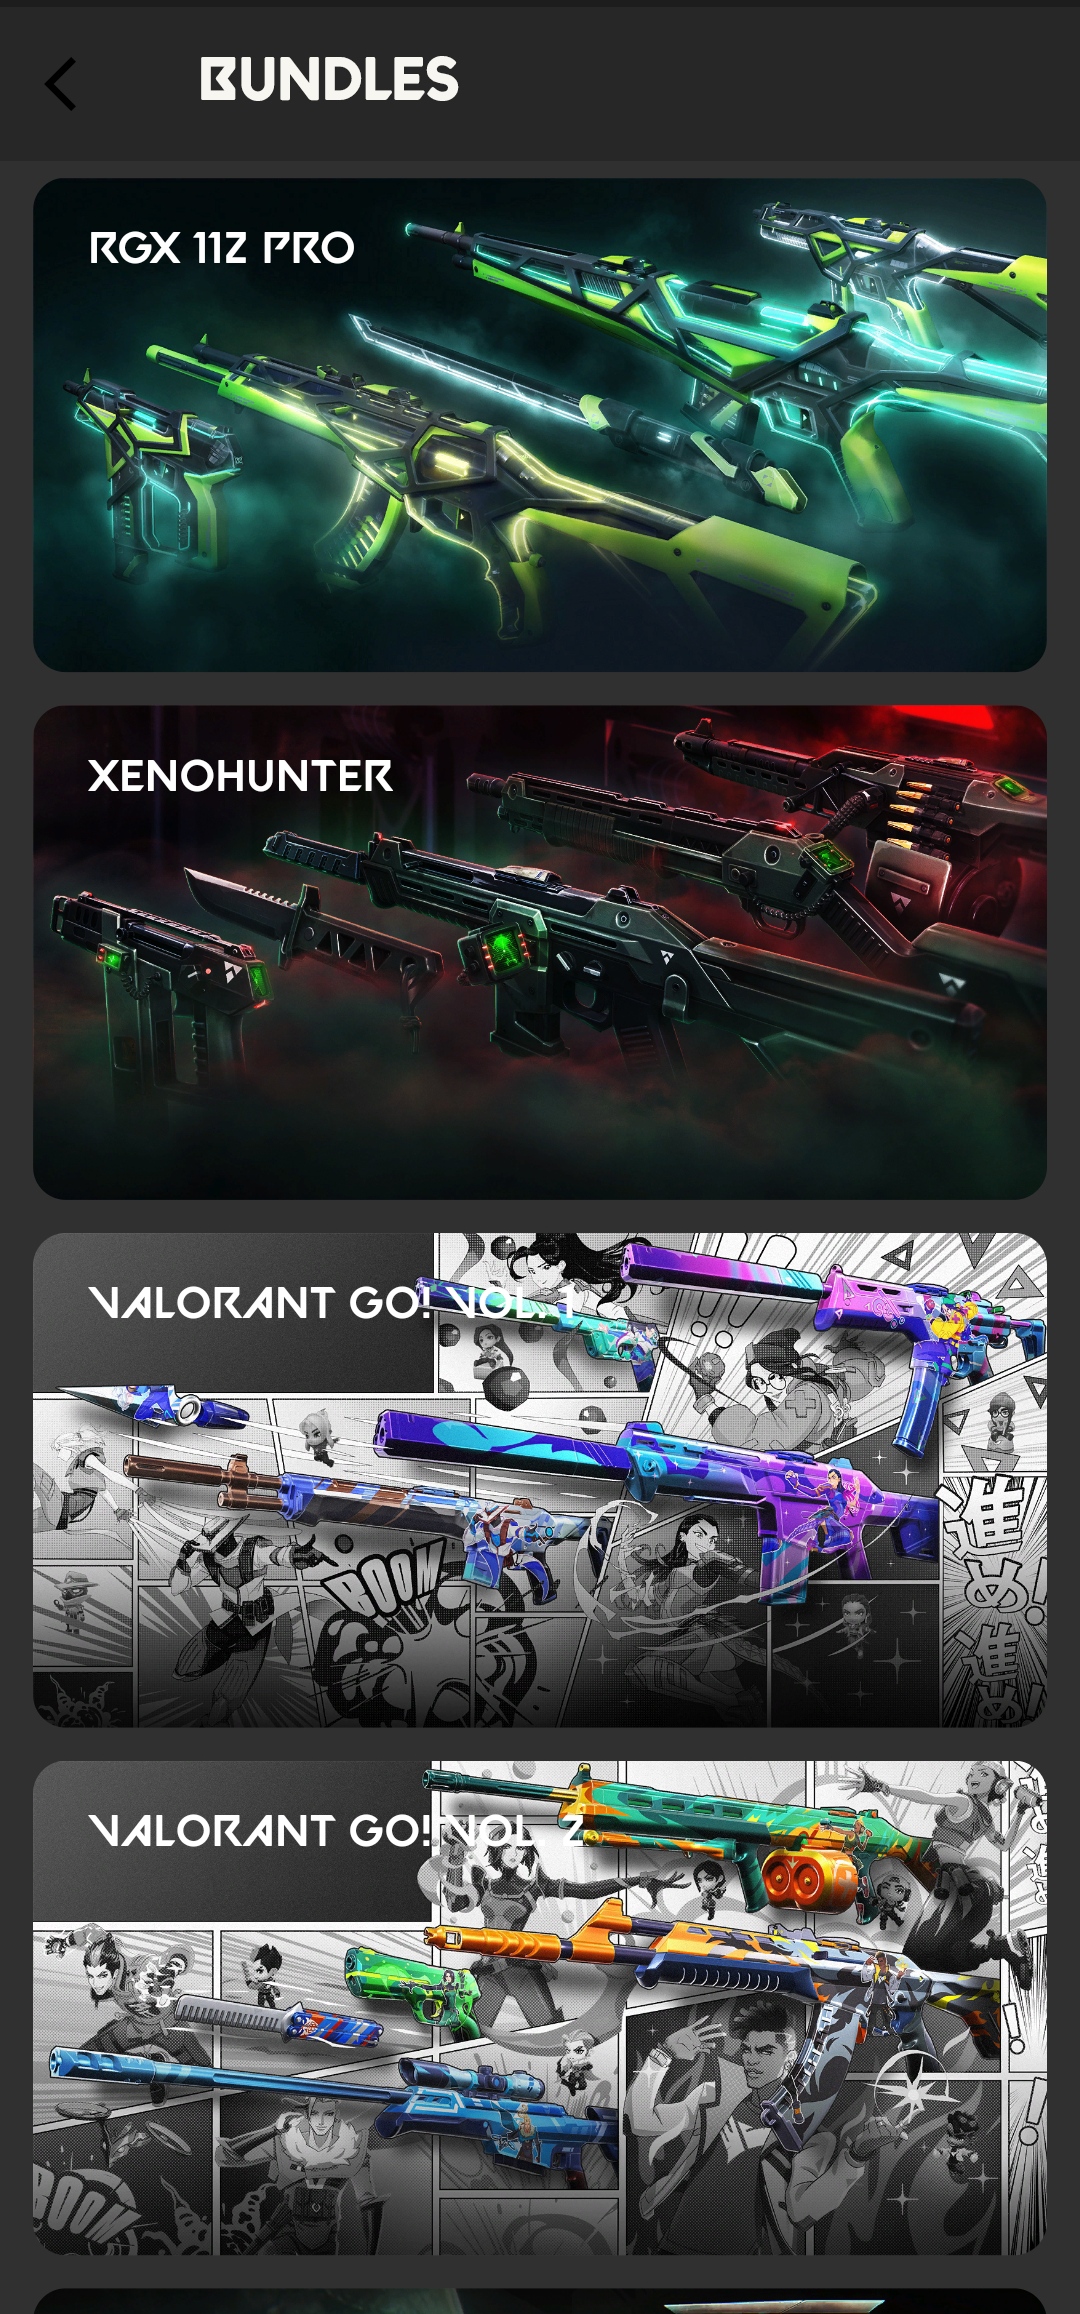 BUNDLES
RGX 11Z PRO
XENOHUNTER
VALORANT GO! VOL. 1
BOOM
進め!
進め!
VALORANT GO! VOL. 2
BOOM